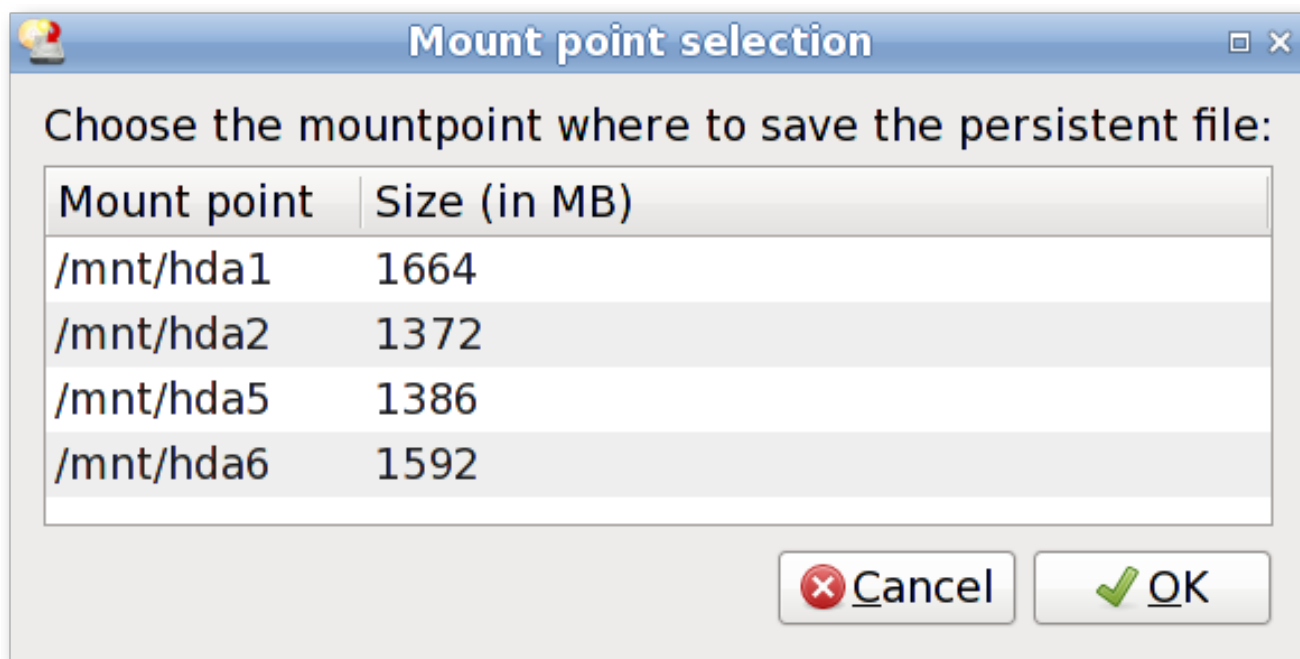 Mount point selection
Choose the mountpoint where to save the persistent file:
Mount point Size (in MB)
/mnt/hda1 1664
/mnt/hda2 1372
/mnt/hda5 1386
/mnt/hda6 1592
Cancel OK